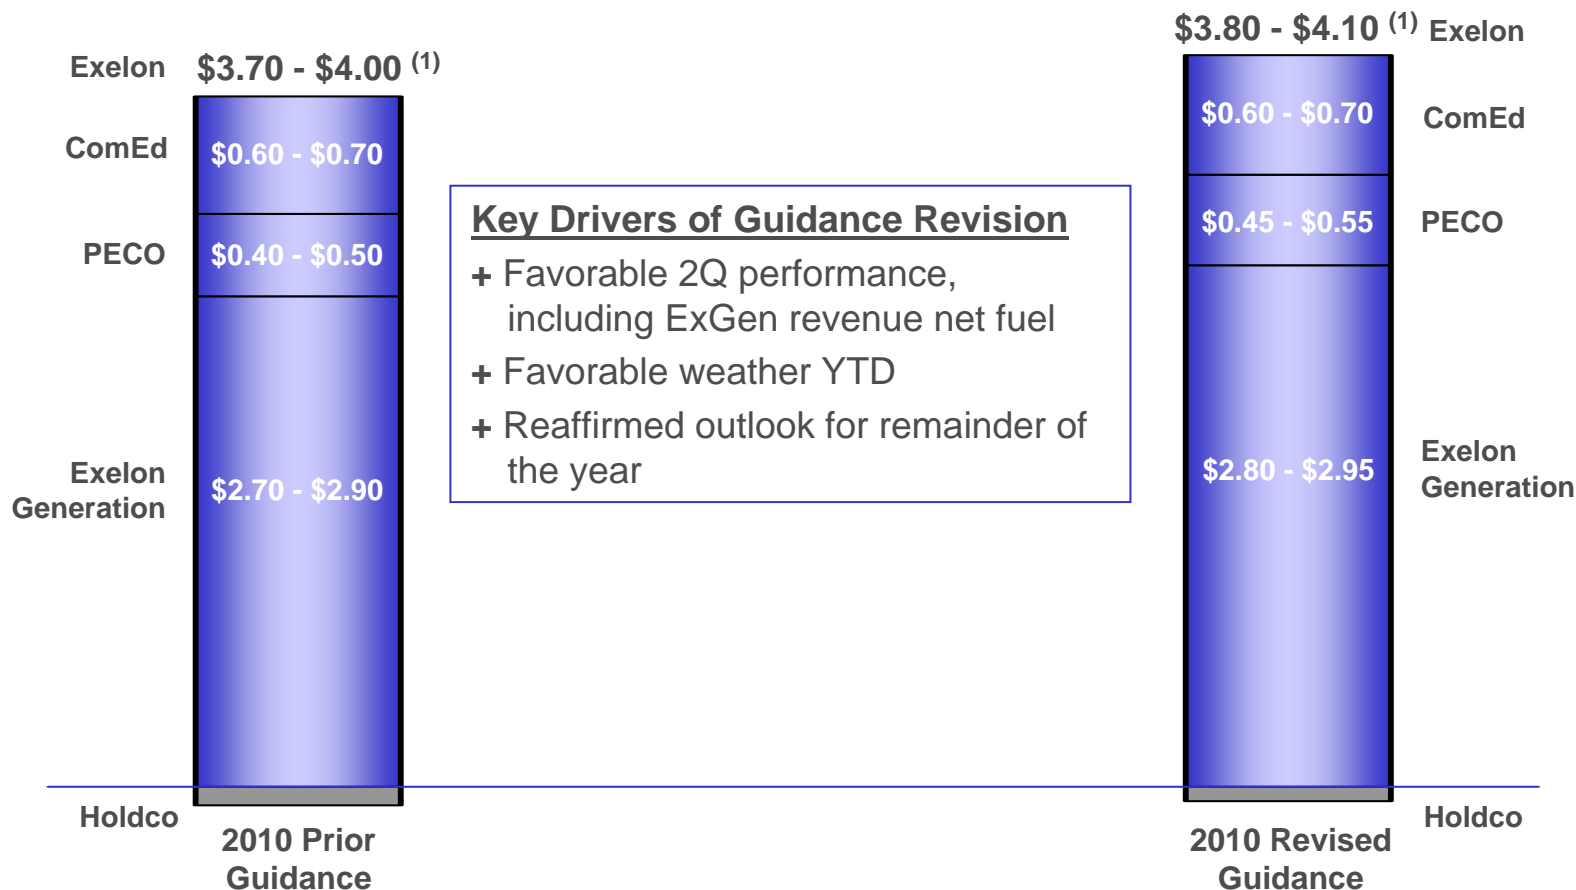 Exelon $3.70 - $4.00 (1)
ComEd $0.60 - $0.70
PECO $0.40 - $0.50
Exelon
Generation
$2.70 - $2.90
Holdco
2010 Prior
Guidance
Key Drivers of Guidance Revision
+ Favorable 2Q performance,
including ExGen revenue net fuel
+ Favorable weather YTD
+ Reaffirmed outlook for remainder of
the year
$3.80 - $4.10 (1) Exelon
$0.60 - $0.70 ComEd
$0.45 - $0.55 PECO
$2.80 - $2.95
Exelon
Generation
Holdco
2010 Revised
Guidance